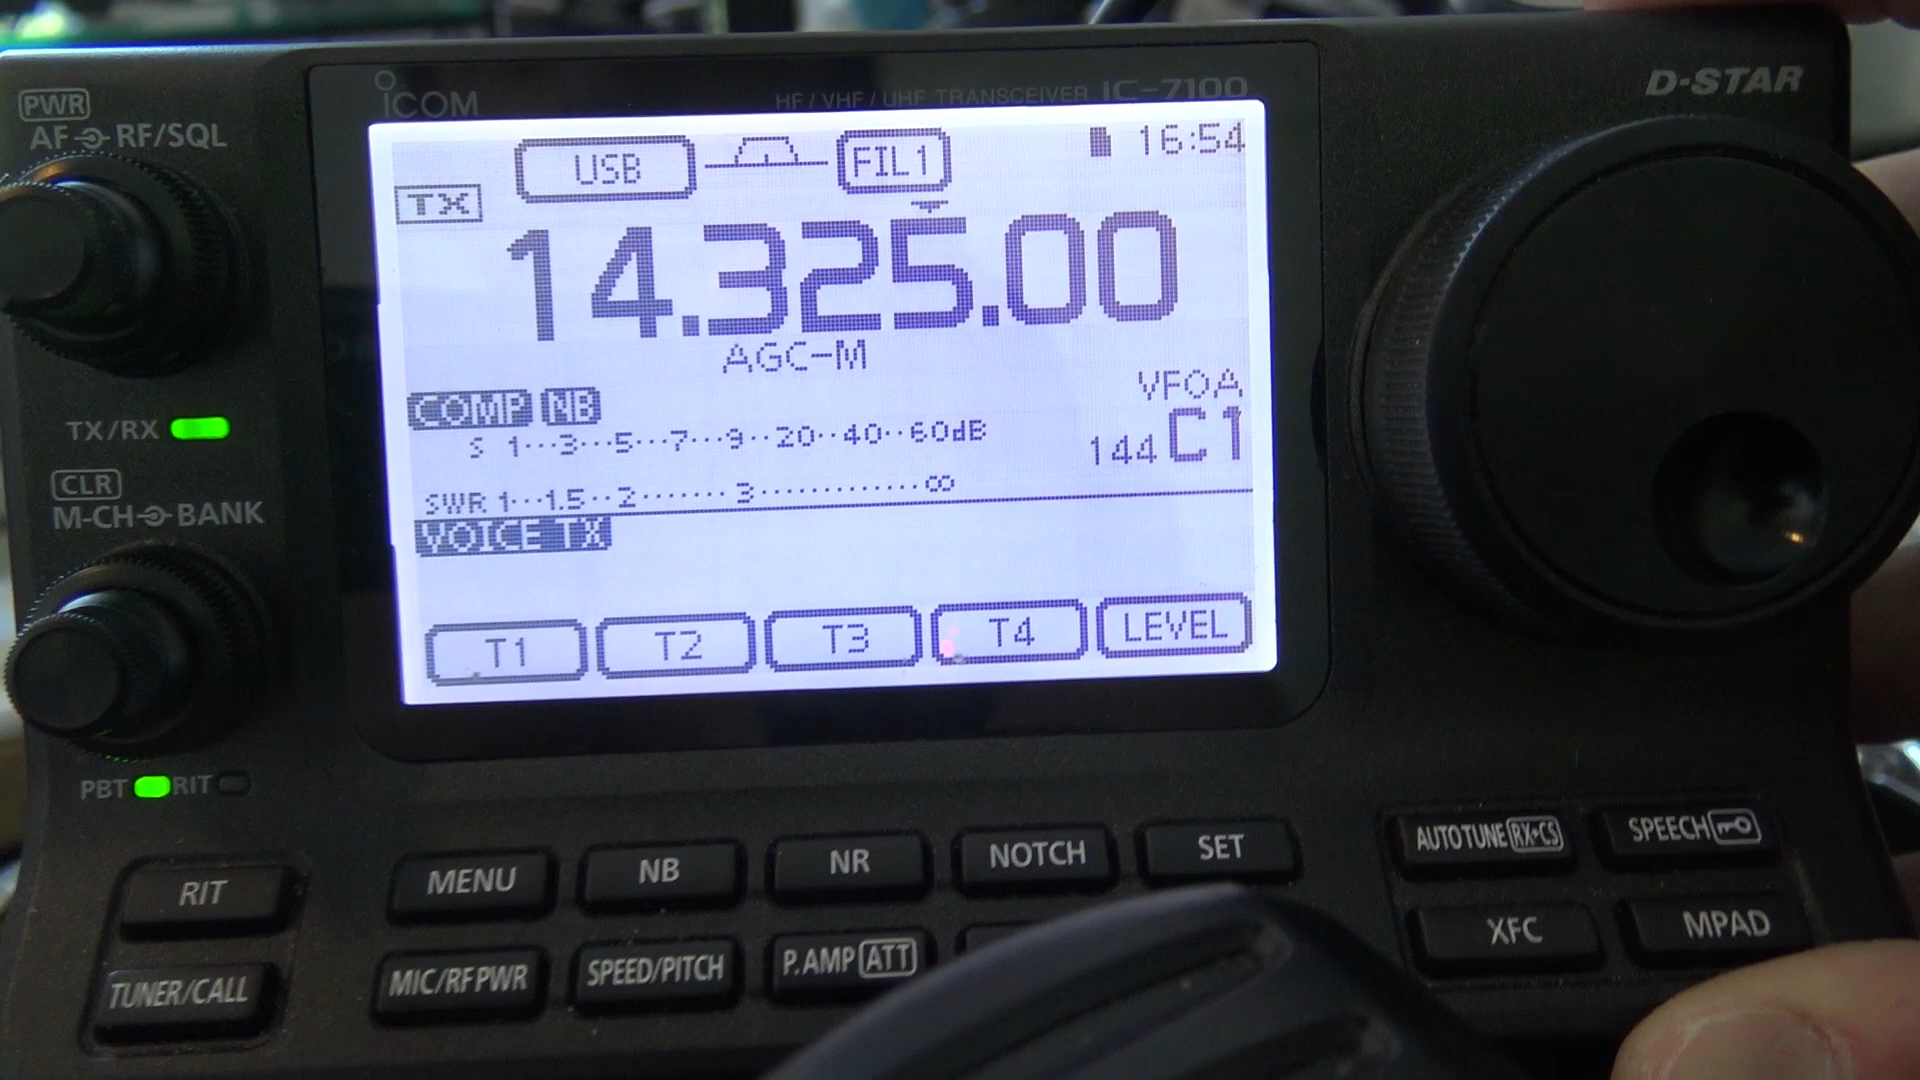 ICOM
HF/VHF/UHF TRANSCEIVER IC-7100
D-STAR
PWR
AF RF/SQL
USB
FIL1
16:54
TX
14.325.00
AGC-M
VFOA
COMP NB
S 1···3···5···7···9··20··40··60dB
144 C1
SWR 1···1.5··2·······3·············∞
VOICE TX
T1 T2 T3 T4 LEVEL
TX/RX
CLR
M-CH BANK
PBT RIT
RIT
MENU
NB
NR
NOTCH
SET
AUTOTUNE RX→CS
SPEECH
TUNER/CALL
MIC/RF PWR
SPEED/PITCH
P.AMP ATT
XFC
MPAD